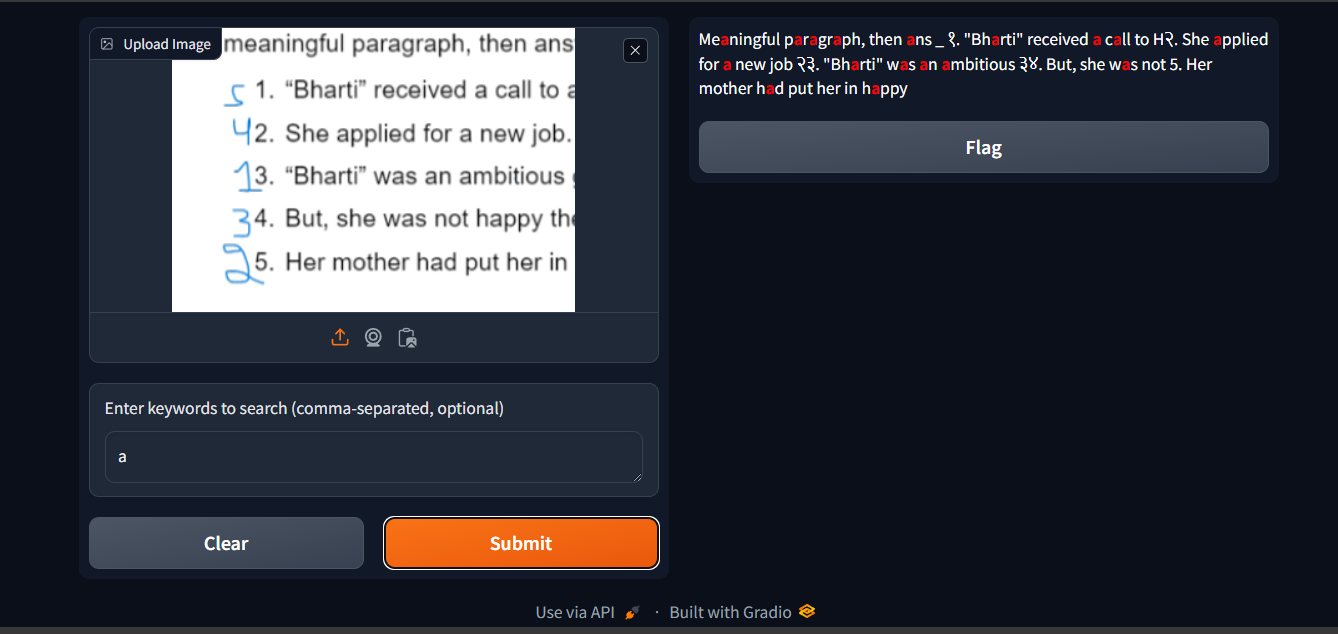 Upload Image
meaningful paragraph, then ans
5 1. “Bharti” received a call to a
4 2. She applied for a new job.
1 3. “Bharti” was an ambitious
3 4. But, she was not happy the
2 5. Her mother had put her in
Enter keywords to search (comma-separated, optional)
a
Clear
Submit
Meaningful paragraph, then ans _ १. "Bharti" received a call to H२. She applied
for a new job २३. "Bharti" was an ambitious ३४. But, she was not 5. Her
mother had put her in happy
Flag
Use via API · Built with Gradio